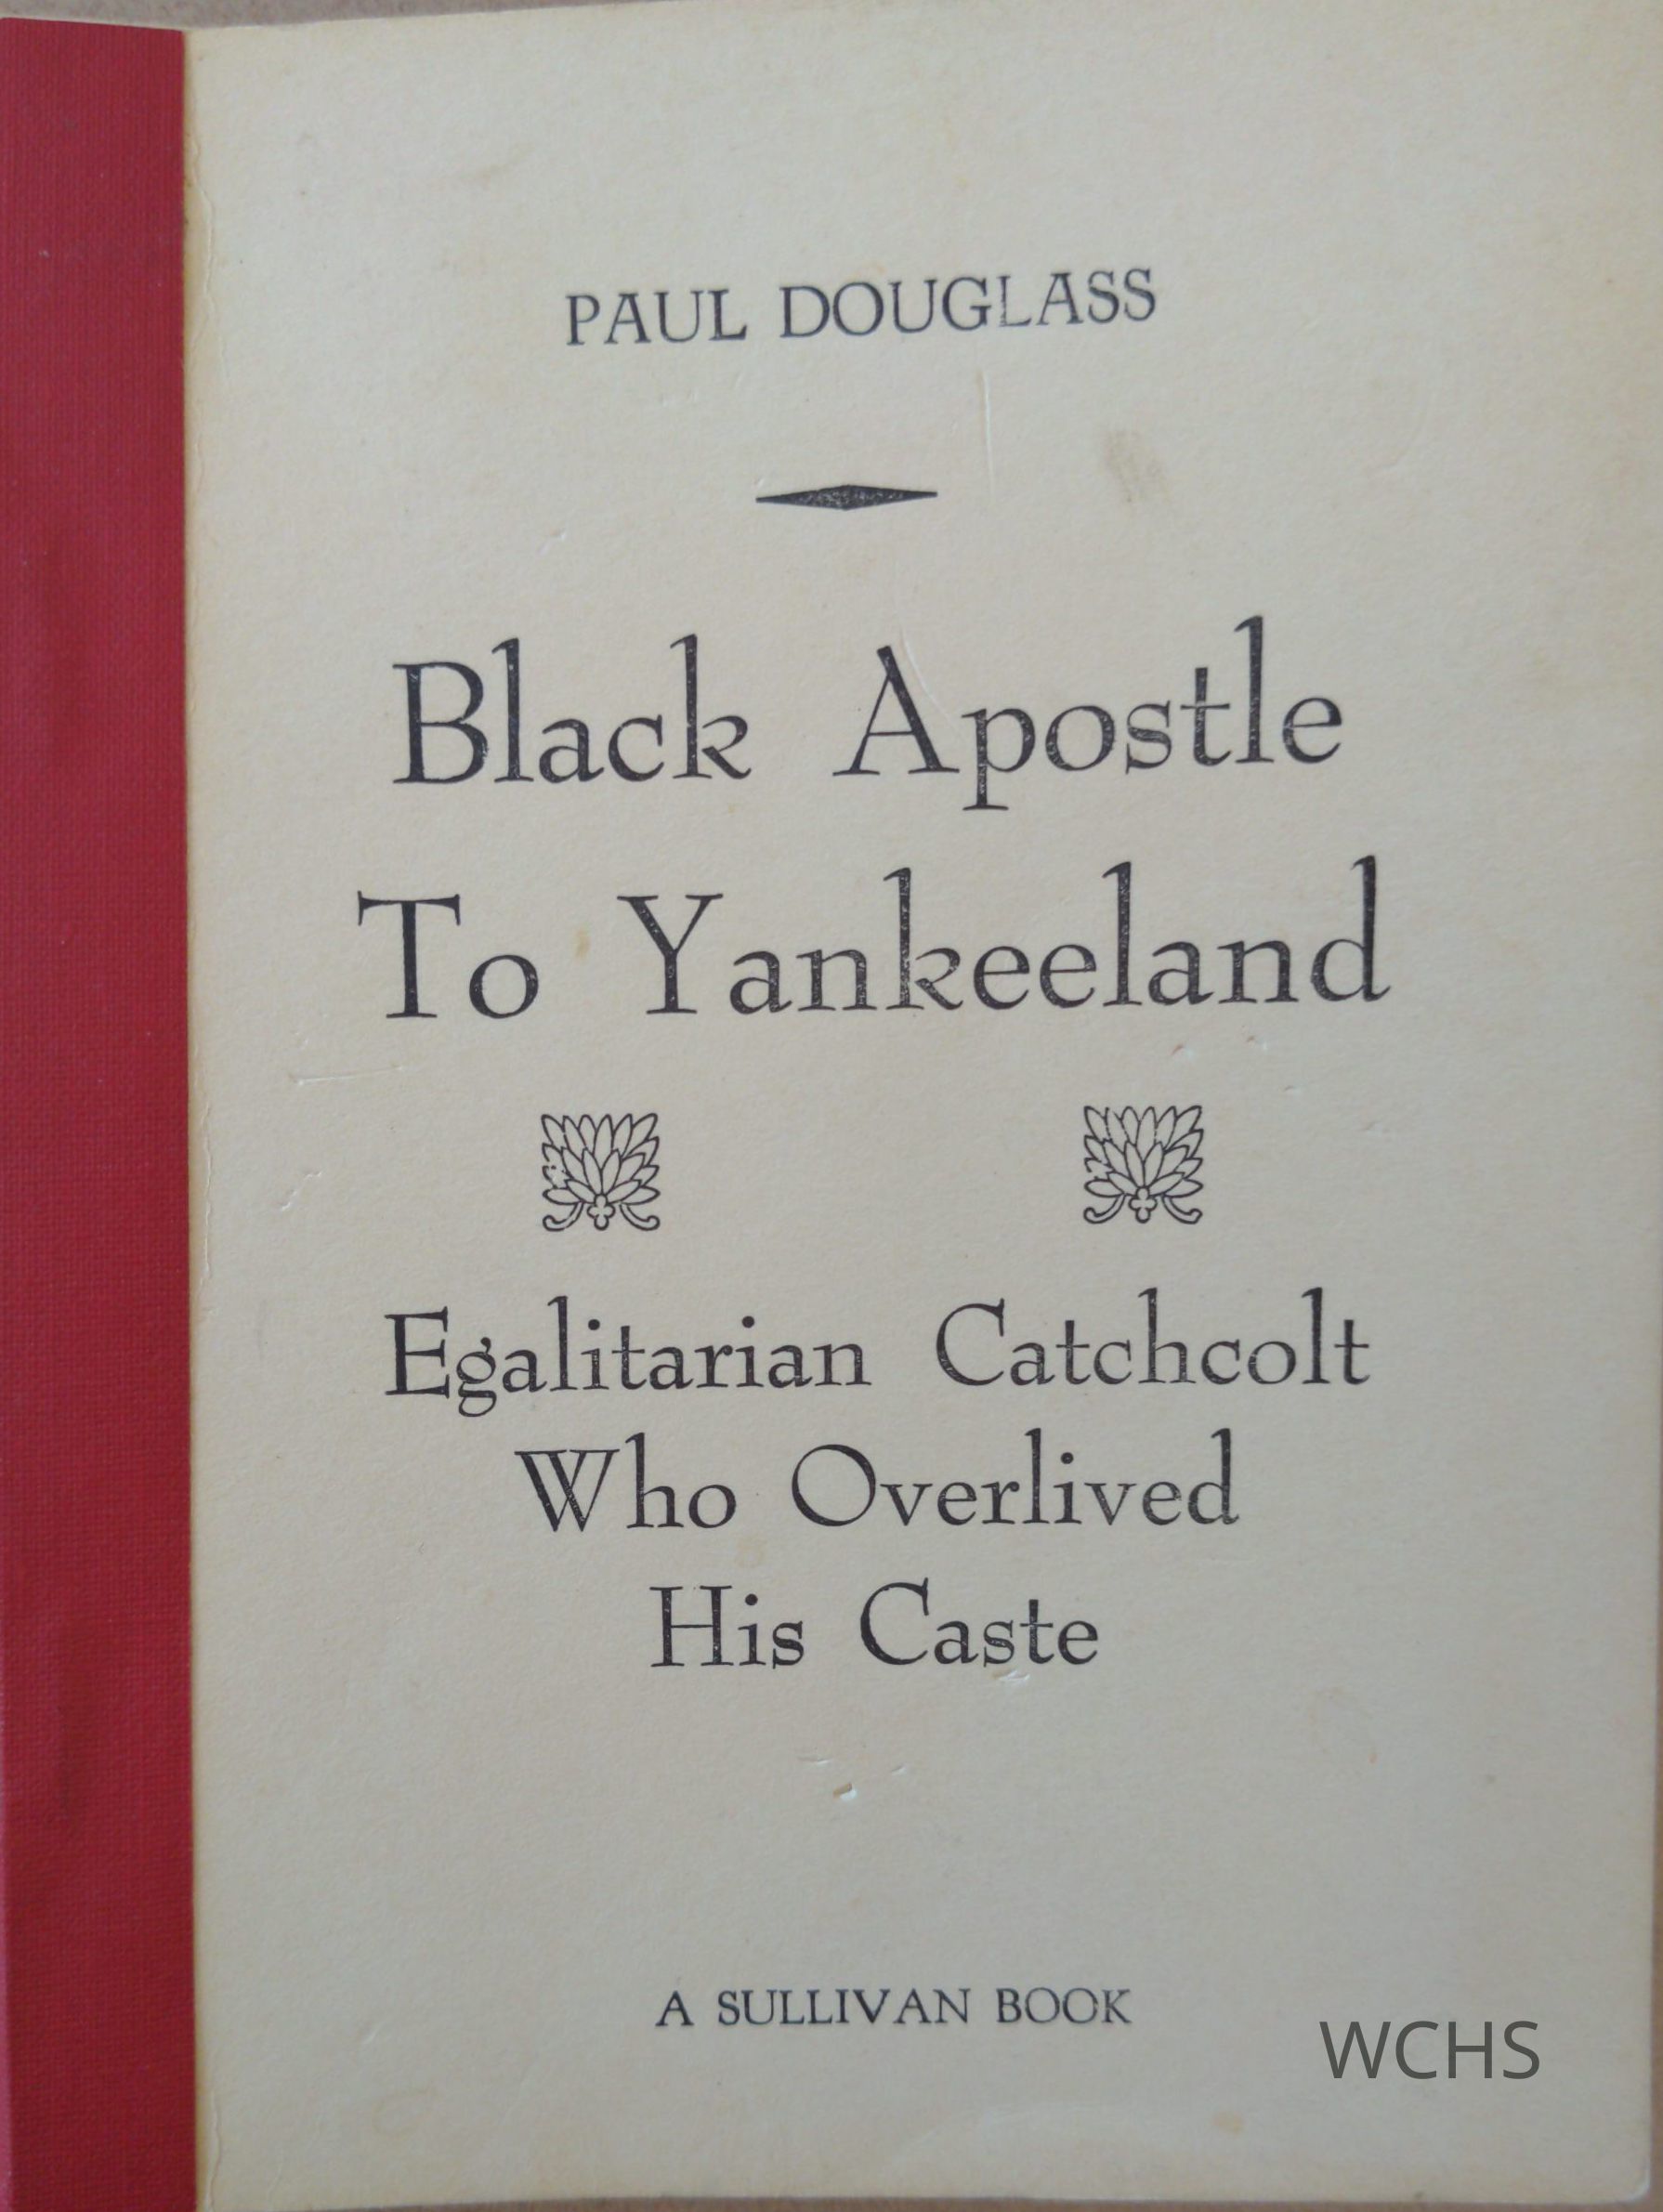 PAUL DOUGLASS
Black Apostle
To Yankeeland
Egalitarian Catchcolt
Who Overlived
His Caste
A SULLIVAN BOOK
WCHS